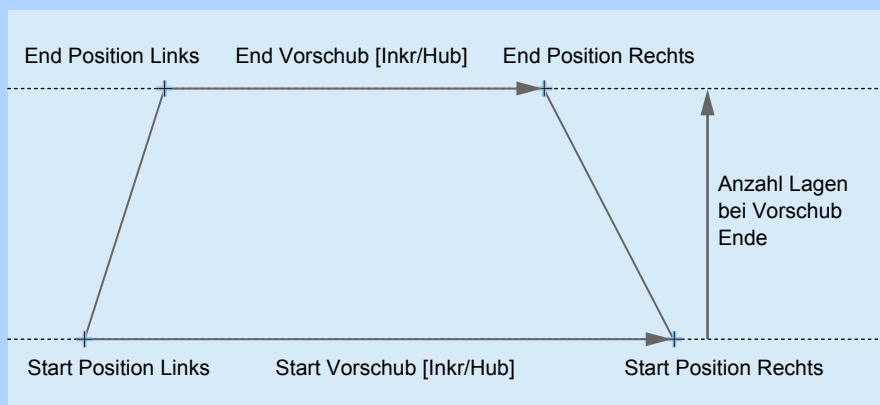 End Position Links
End Vorschub [Inkr/Hub]
End Position Rechts
Anzahl Lagen
bei Vorschub
Ende
Start Position Links
Start Vorschub [Inkr/Hub]
Start Position Rechts